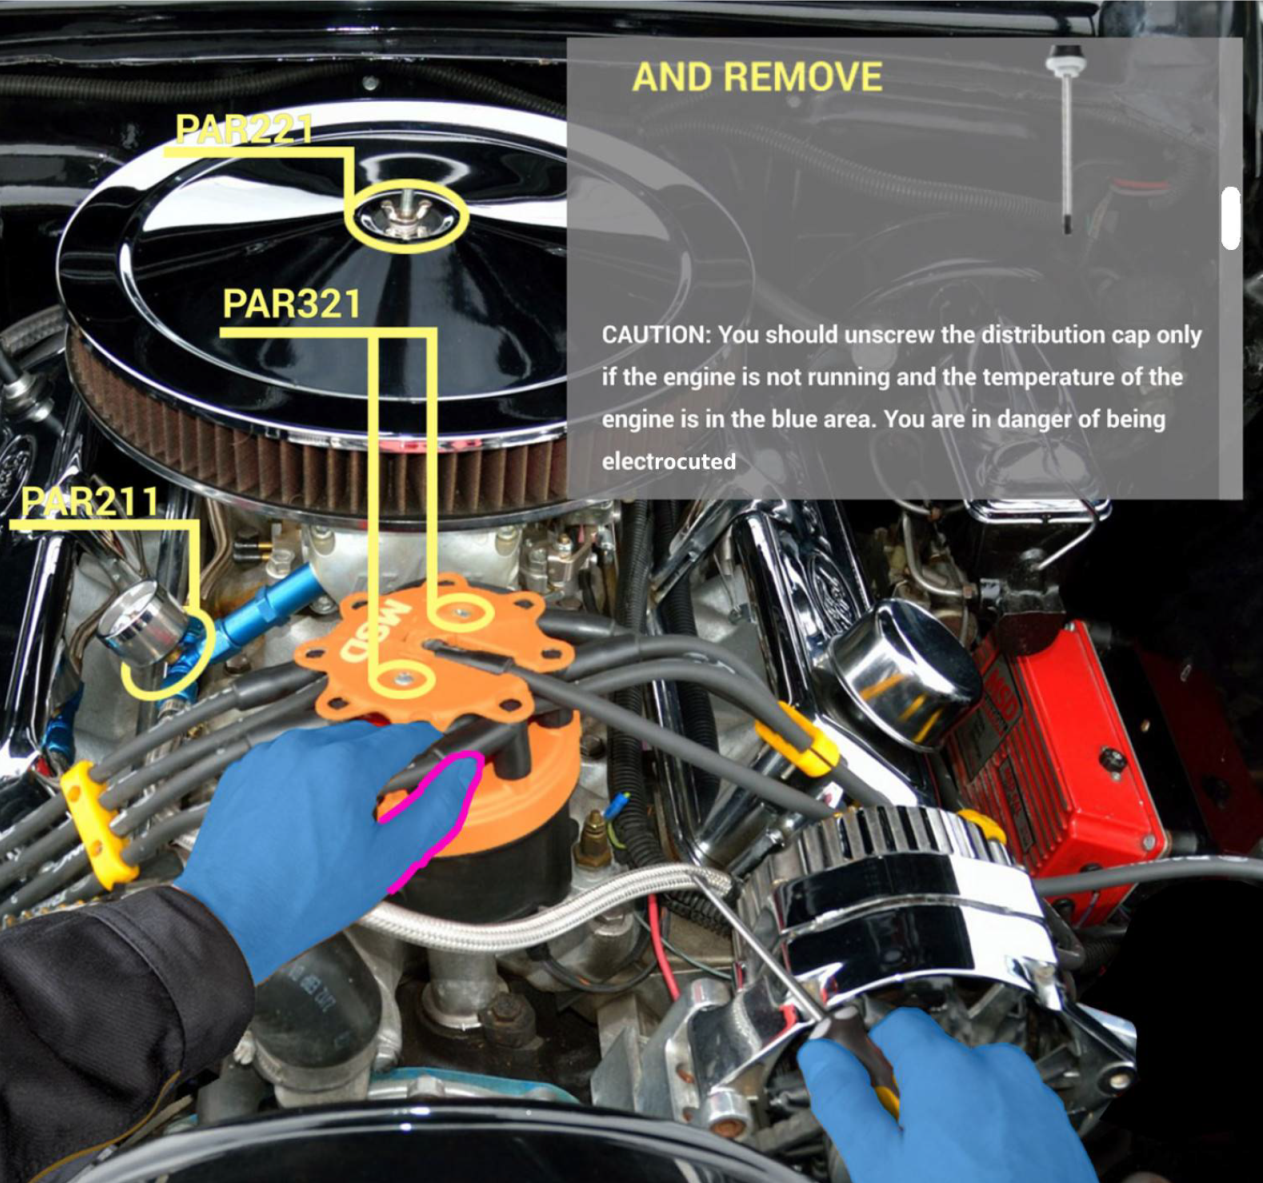 AND REMOVE
PAR221
PAR321
CAUTION: You should unscrew the distribution cap only
if the engine is not running and the temperature of the
engine is in the blue area. You are in danger of being
electrocuted
PAR211
MSD
MSD